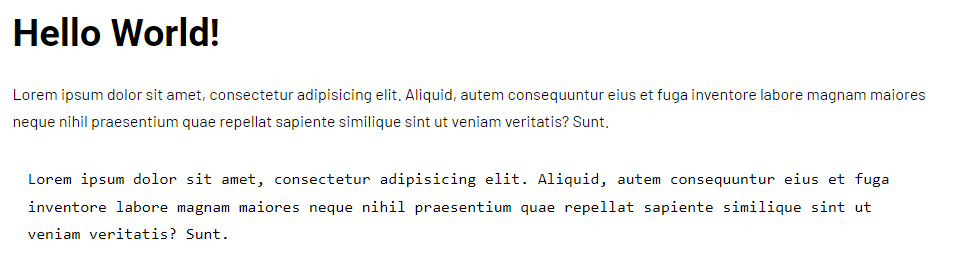 Hello World!
Lorem ipsum dolor sit amet, consectetur adipisicing elit. Aliquid, autem consequuntur eius et fuga inventore labore magnam maiores
neque nihil praesentium quae repellat sapiente similique sint ut veniam veritatis? Sunt.
Lorem ipsum dolor sit amet, consectetur adipisicing elit. Aliquid, autem consequuntur eius et fuga
inventore labore magnam maiores neque nihil praesentium quae repellat sapiente similique sint ut
veniam veritatis? Sunt.